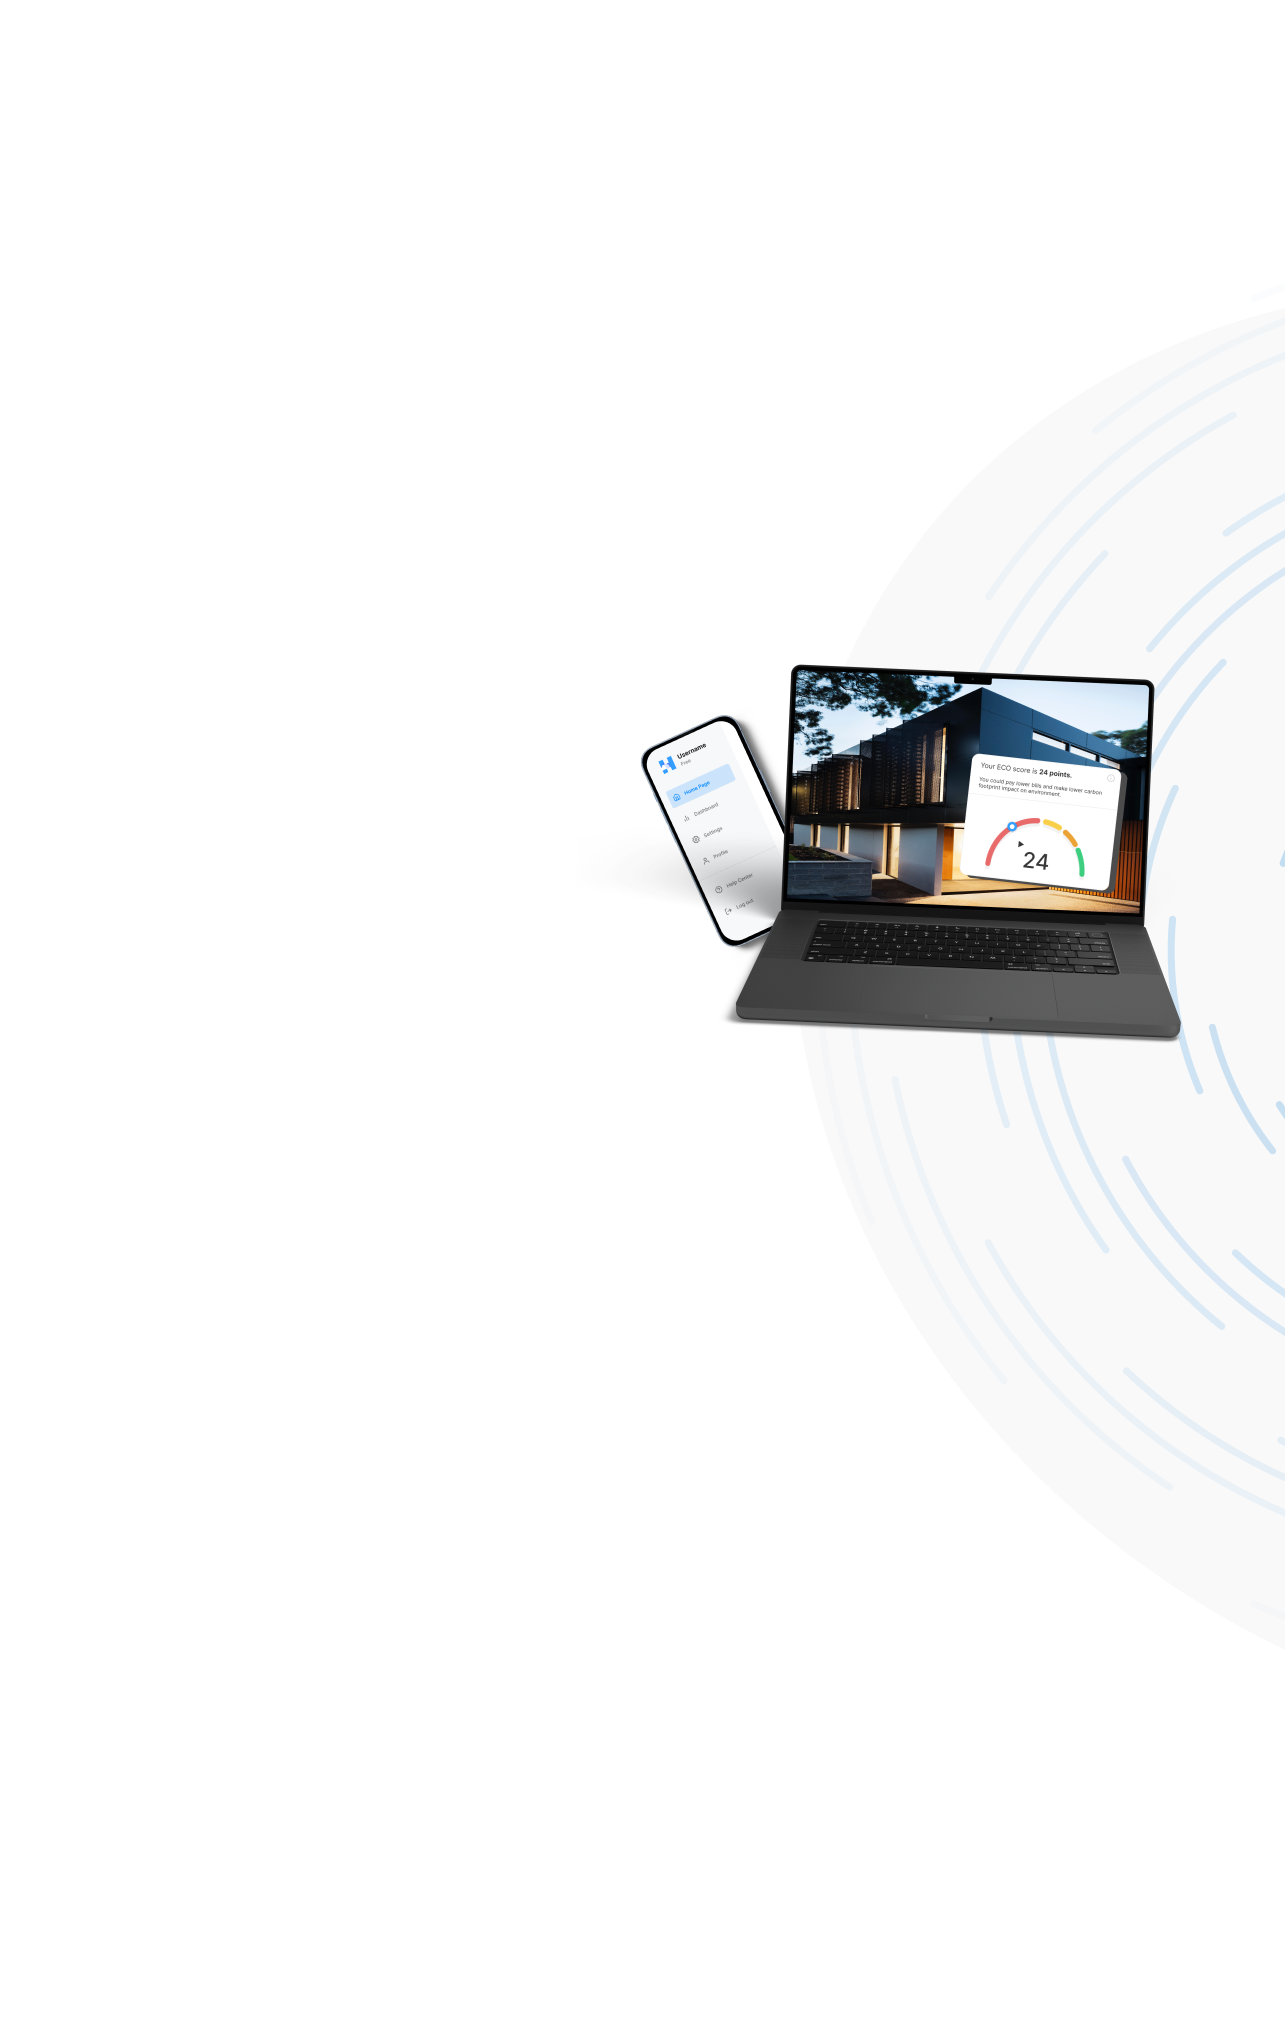 Username
Free
Home Page
Dashboard
Settings
Profile
Help Center
Log out
Your ECO score is 24 points.
You could pay lower bills and make lower carbon
footprint impact on environment.
24